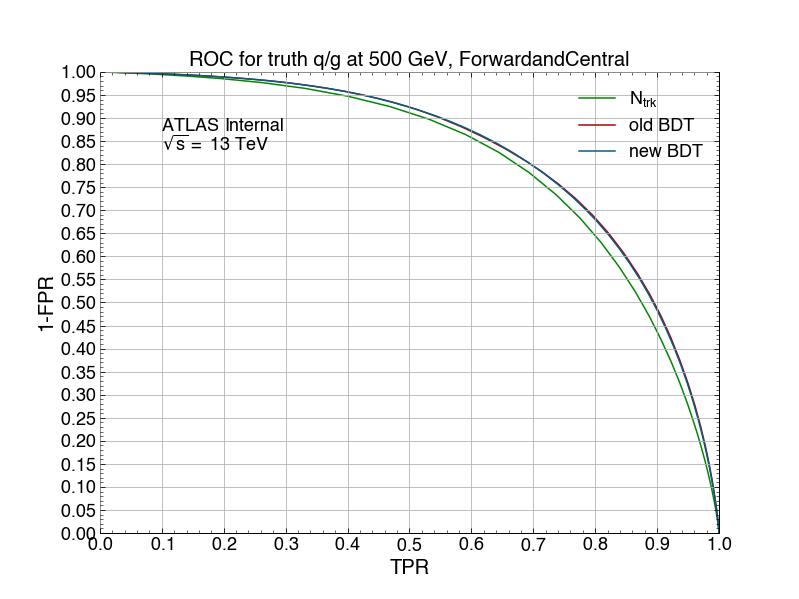 ROC for truth q/g at 500 GeV, ForwardandCentral
1.00
0.95
0.90
0.85
0.80
0.75
0.70
0.65
0.60
0.55
0.50
0.45
0.40
0.35
0.30
0.25
0.20
0.15
0.10
0.05
0.00
1-FPR
ATLAS Internal
√s = 13 TeV
N_trk
old BDT
new BDT
0.0 0.1 0.2 0.3 0.4 0.5 0.6 0.7 0.8 0.9 1.0
TPR